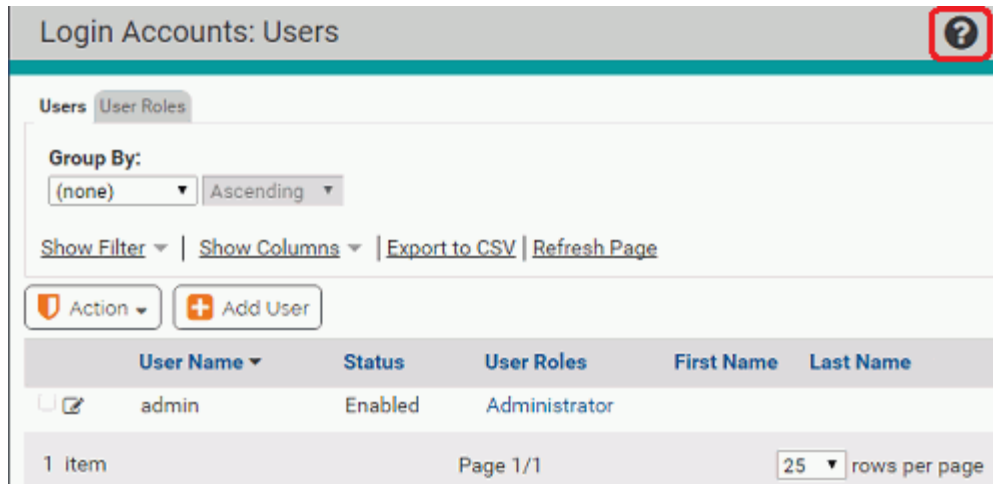 Login Accounts: Users
Users User Roles
Group By:
(none) Ascending
Show Filter | Show Columns | Export to CSV | Refresh Page
Action Add User
User Name Status User Roles First Name Last Name
admin Enabled Administrator
1 item Page 1/1 25 rows per page